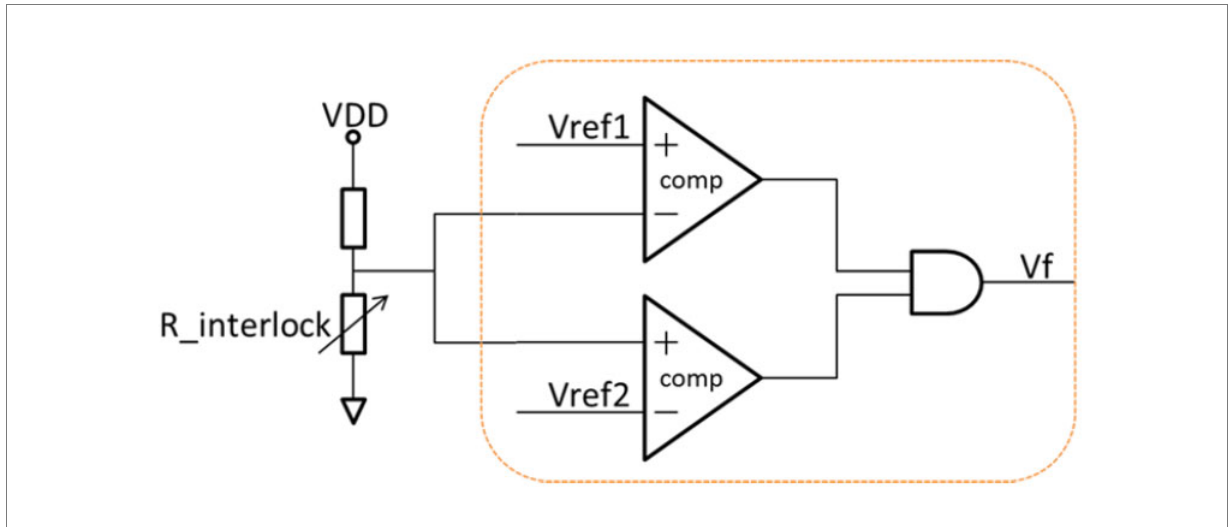 VDD
Vref1
+
comp
−
R_interlock
+
comp
Vref2
−
Vf